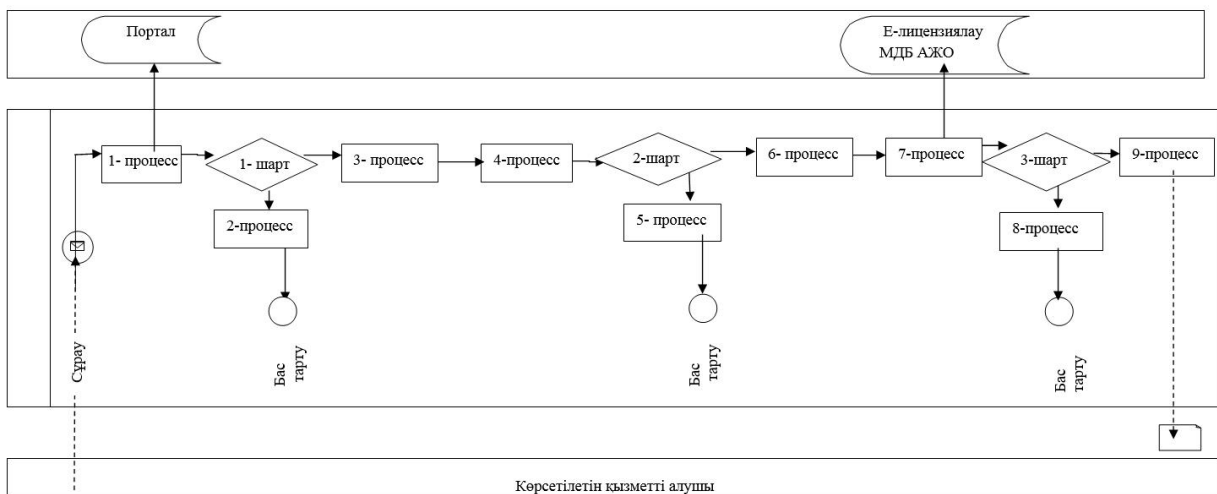 Портал
Е-лицензиялау
МДБ АЖО
1- процесс
1- шарт
3- процесс
4-процесс
2-шарт
6- процесс
7-процесс
3-шарт
9-процесс
2-процесс
5- процесс
8-процесс
Сұрау
Бас
тарту
Бас
тарту
Бас
тарту
Көрсетілетін қызметті алушы